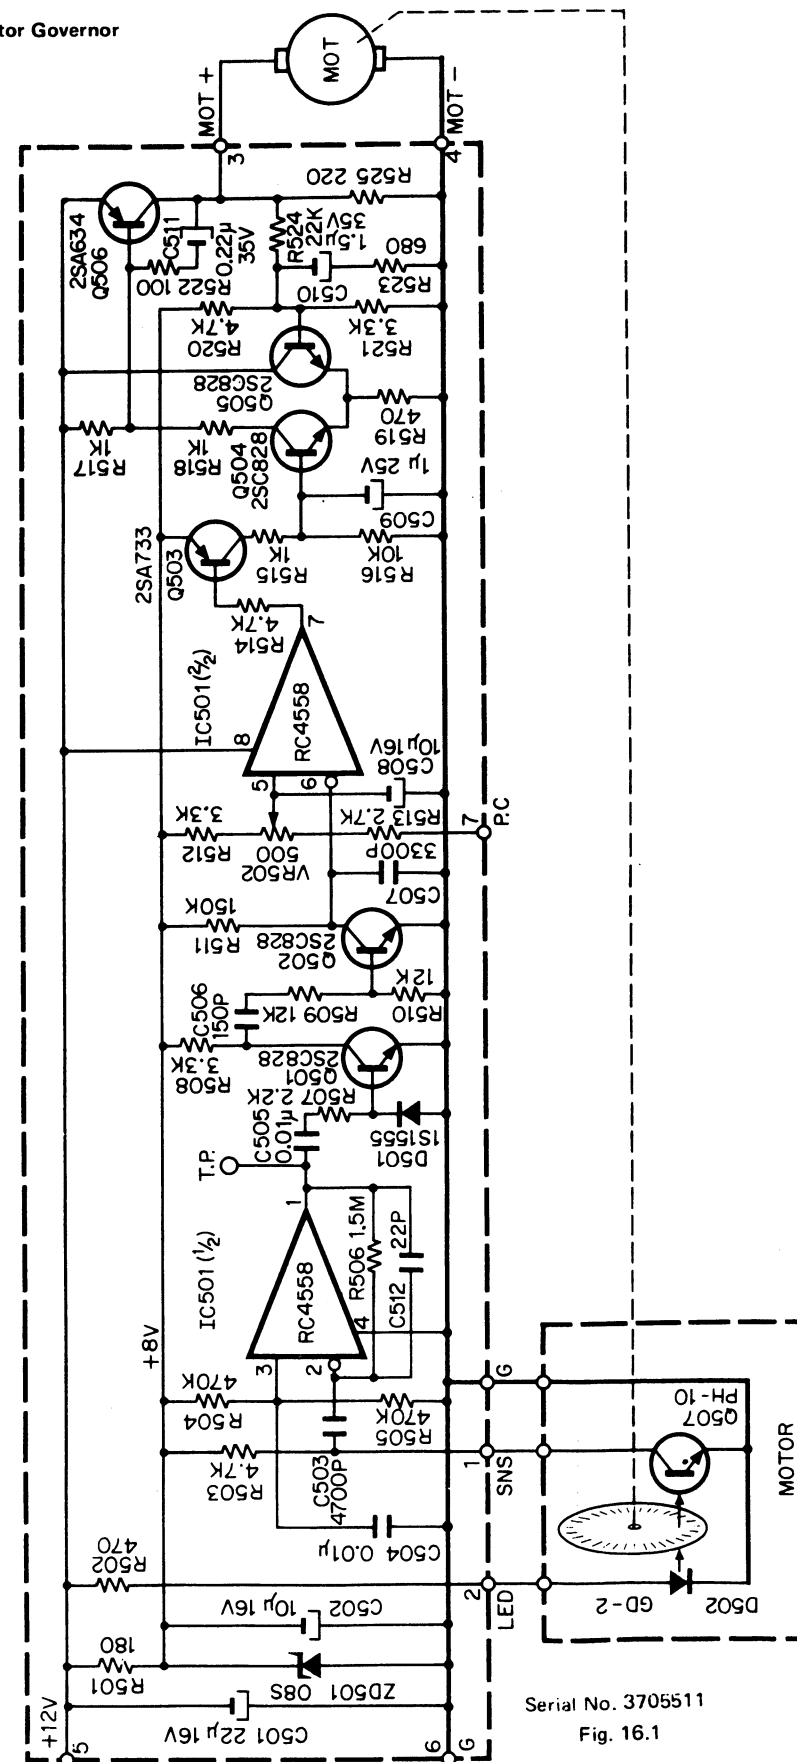 tor Governor
MOT
MOT +
MOT -
3
4
2SA634
Q506
C511
0.22μ
35V
R522 100
R525 220
R524
22K
1.5μ
35V
C510
680
R523
4.7K
R520
3.3K
R521
2SC828
Q505
1K
R517
1K
R518
Q504
2SC828
470
R519
1μ 25V
C509
2SA733
Q503
1K
R515
10K
R516
4.7K
R514
7
IC501(2/2)
RC4558
8
5
6
10μ16V
C508
3.3K
R512
500
VR502
R513 2.7K
7
P.C
3300P
C507
150K
R511
2SC828
Q502
C506
150P
R509 12K
12K
R510
3.3K
R508
2SC828
Q501
R507 2.2K
C505
0.01μ
1S1555
D501
T.P.
1
IC501(1/2)
RC4558
R506 1.5M
C512 22P
4
3
2
+8V
470K
R504
470K
R505
G
4.7K
R503
C503
4700P
1
SNS
PH-10
Q507
MOTOR
C504 0.01μ
470
R502
2
LED
GD-2
D502
10μ 16V
C502
180
R501
ZD501 08S
+12V
5
C501 22μ 16V
6
G
Serial No. 3705511
Fig. 16.1